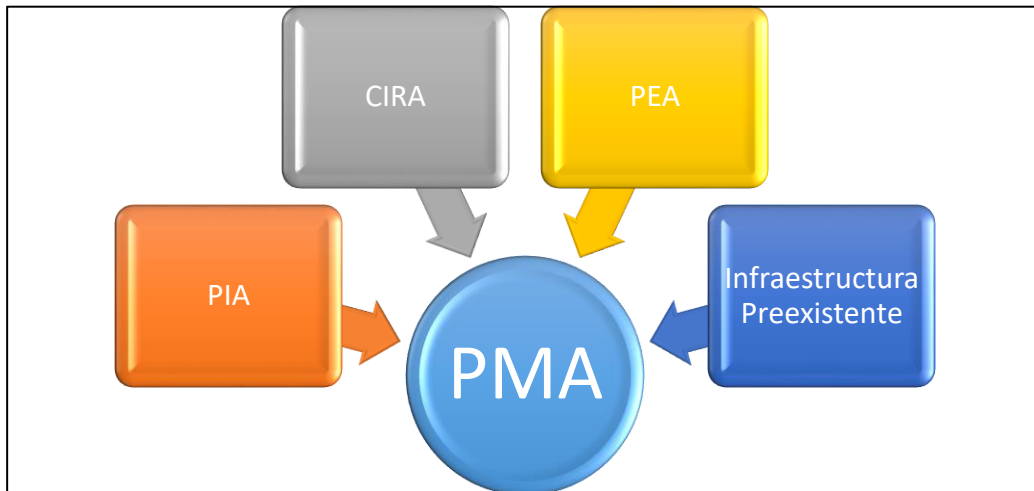 CIRA
PEA
PIA
Infraestructura
Preexistente
PMA